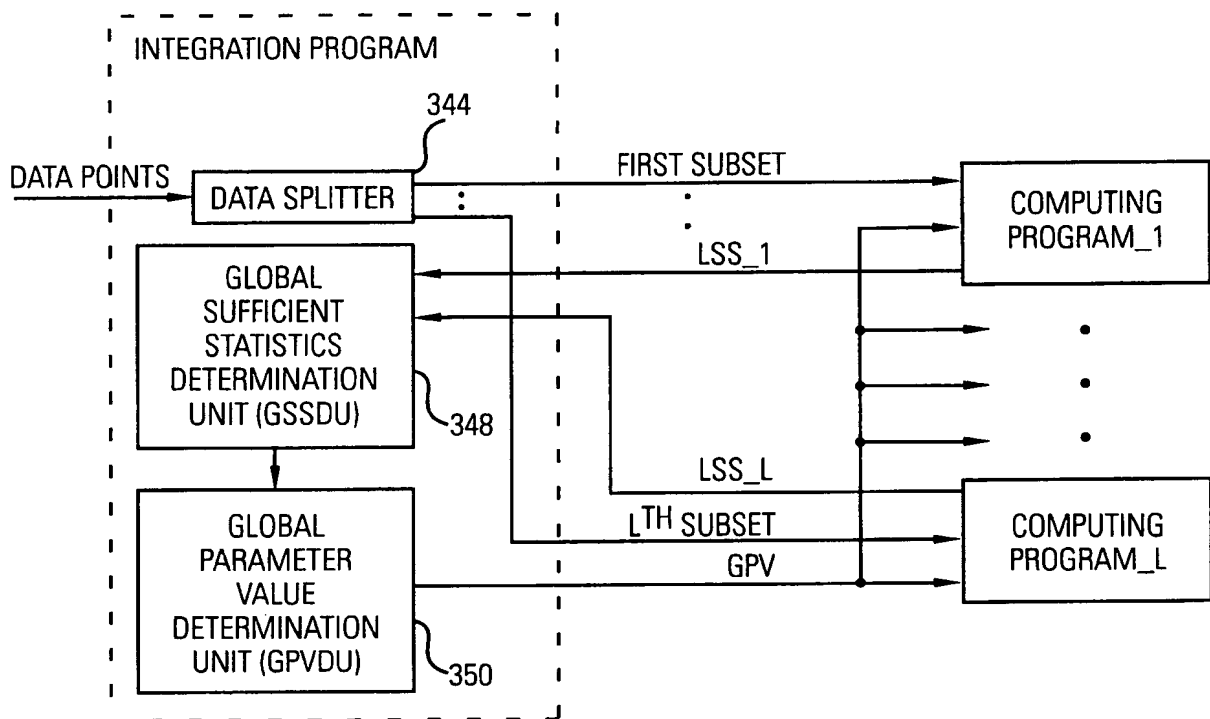 INTEGRATION PROGRAM
344
DATA POINTS
DATA SPLITTER
FIRST SUBSET
COMPUTING
PROGRAM_1
LSS_1
GLOBAL
SUFFICIENT
STATISTICS
DETERMINATION
UNIT (GSSDU)
348
LSS_L
LTH SUBSET
GPV
COMPUTING
PROGRAM_L
GLOBAL
PARAMETER
VALUE
DETERMINATION
UNIT (GPVDU)
350